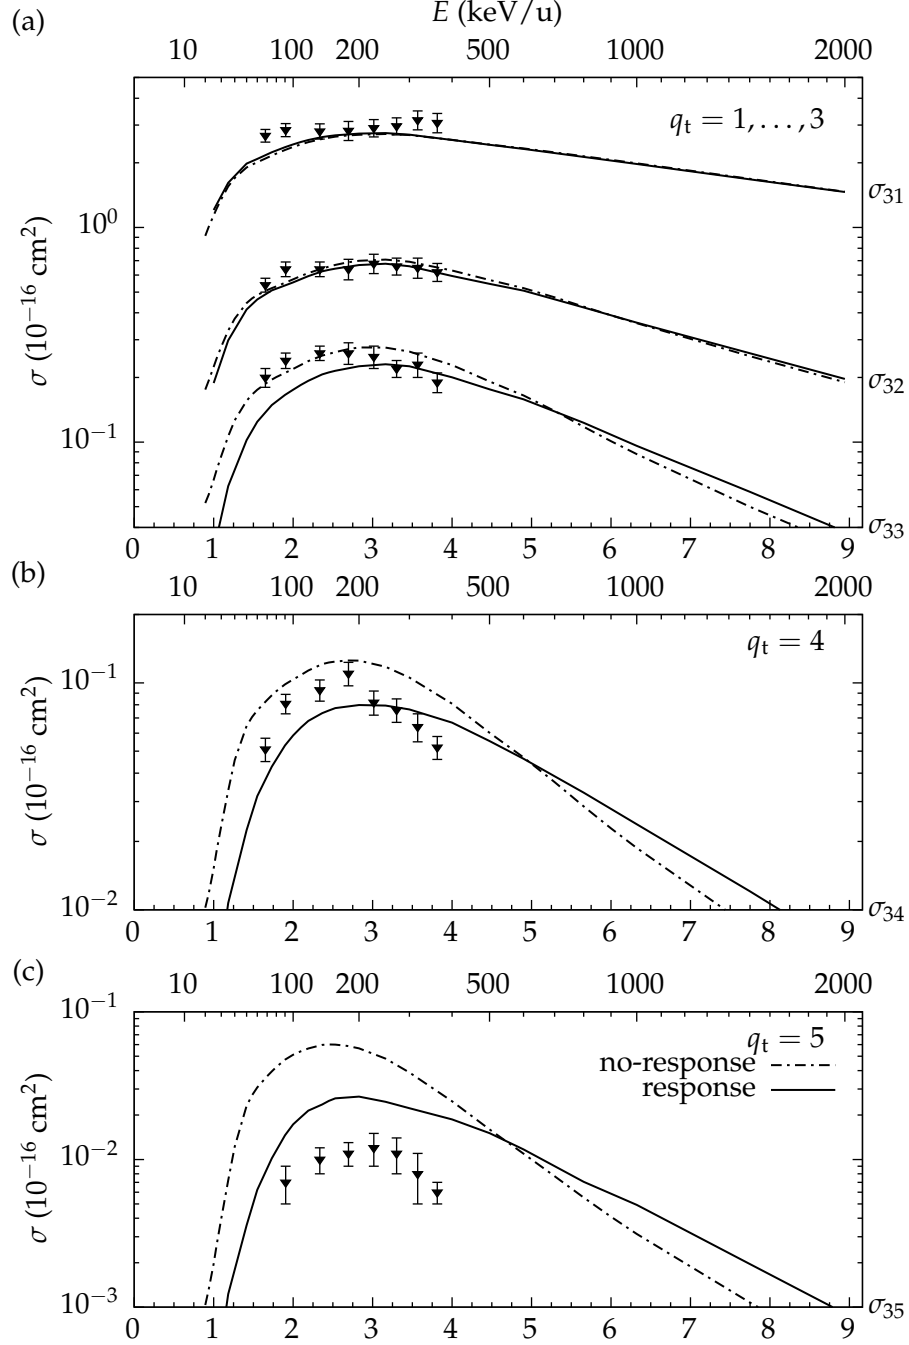 E (keV/u)
(a)
10 100 200 500 1000 2000
q_t = 1, . . . , 3
σ_31
10^0
σ (10^−16 cm^2)
σ_32
10^−1
σ_33
0 1 2 3 4 5 6 7 8 9
(b)
10 100 200 500 1000 2000
q_t = 4
10^−1
σ (10^−16 cm^2)
10^−2
σ_34
0 1 2 3 4 5 6 7 8 9
(c)
10 100 200 500 1000 2000
10^−1
q_t = 5
no-response
response
10^−2
σ (10^−16 cm^2)
10^−3
σ_35
0 1 2 3 4 5 6 7 8 9